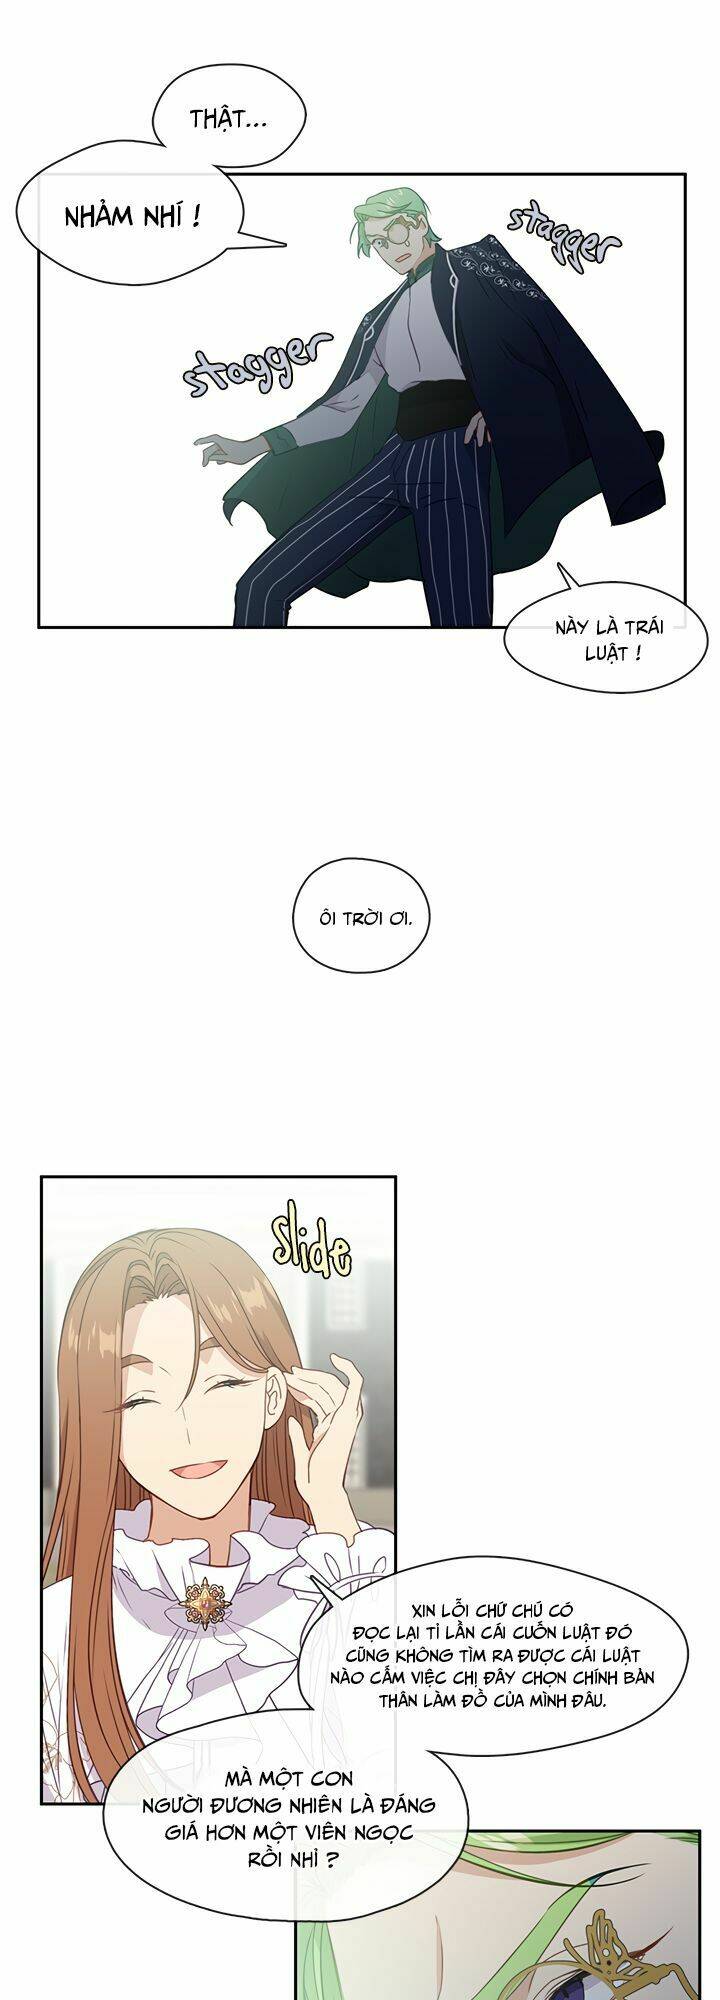 THẬT...
NHẢM NHÍ !
stagger
stagger
NÀY LÀ TRÁI
LUẬT !
ÔI TRỜI ƠI.
slide
XIN LỖI CHỨ CHÚ CÓ
ĐỌC LẠI TỈ LẦN CÁI CUỐN LUẬT ĐÓ
CŨNG KHÔNG TÌM RA ĐƯỢC CÁI LUẬT
NÀO CẤM VIỆC CHỊ ĐÂY CHỌN CHÍNH BẢN
THÂN LÀM ĐỒ CỦA MÌNH ĐÂU.
MÀ MỘT CON
NGƯỜI ĐƯƠNG NHIÊN LÀ ĐÁNG
GIÁ HƠN MỘT VIÊN NGỌC
RỒI NHỈ ?